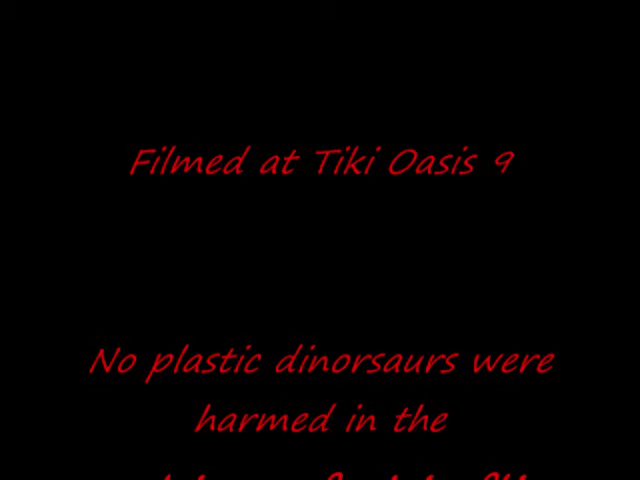 Filmed at Tiki Oasis 9
No plastic dinorsaurs were
harmed in the